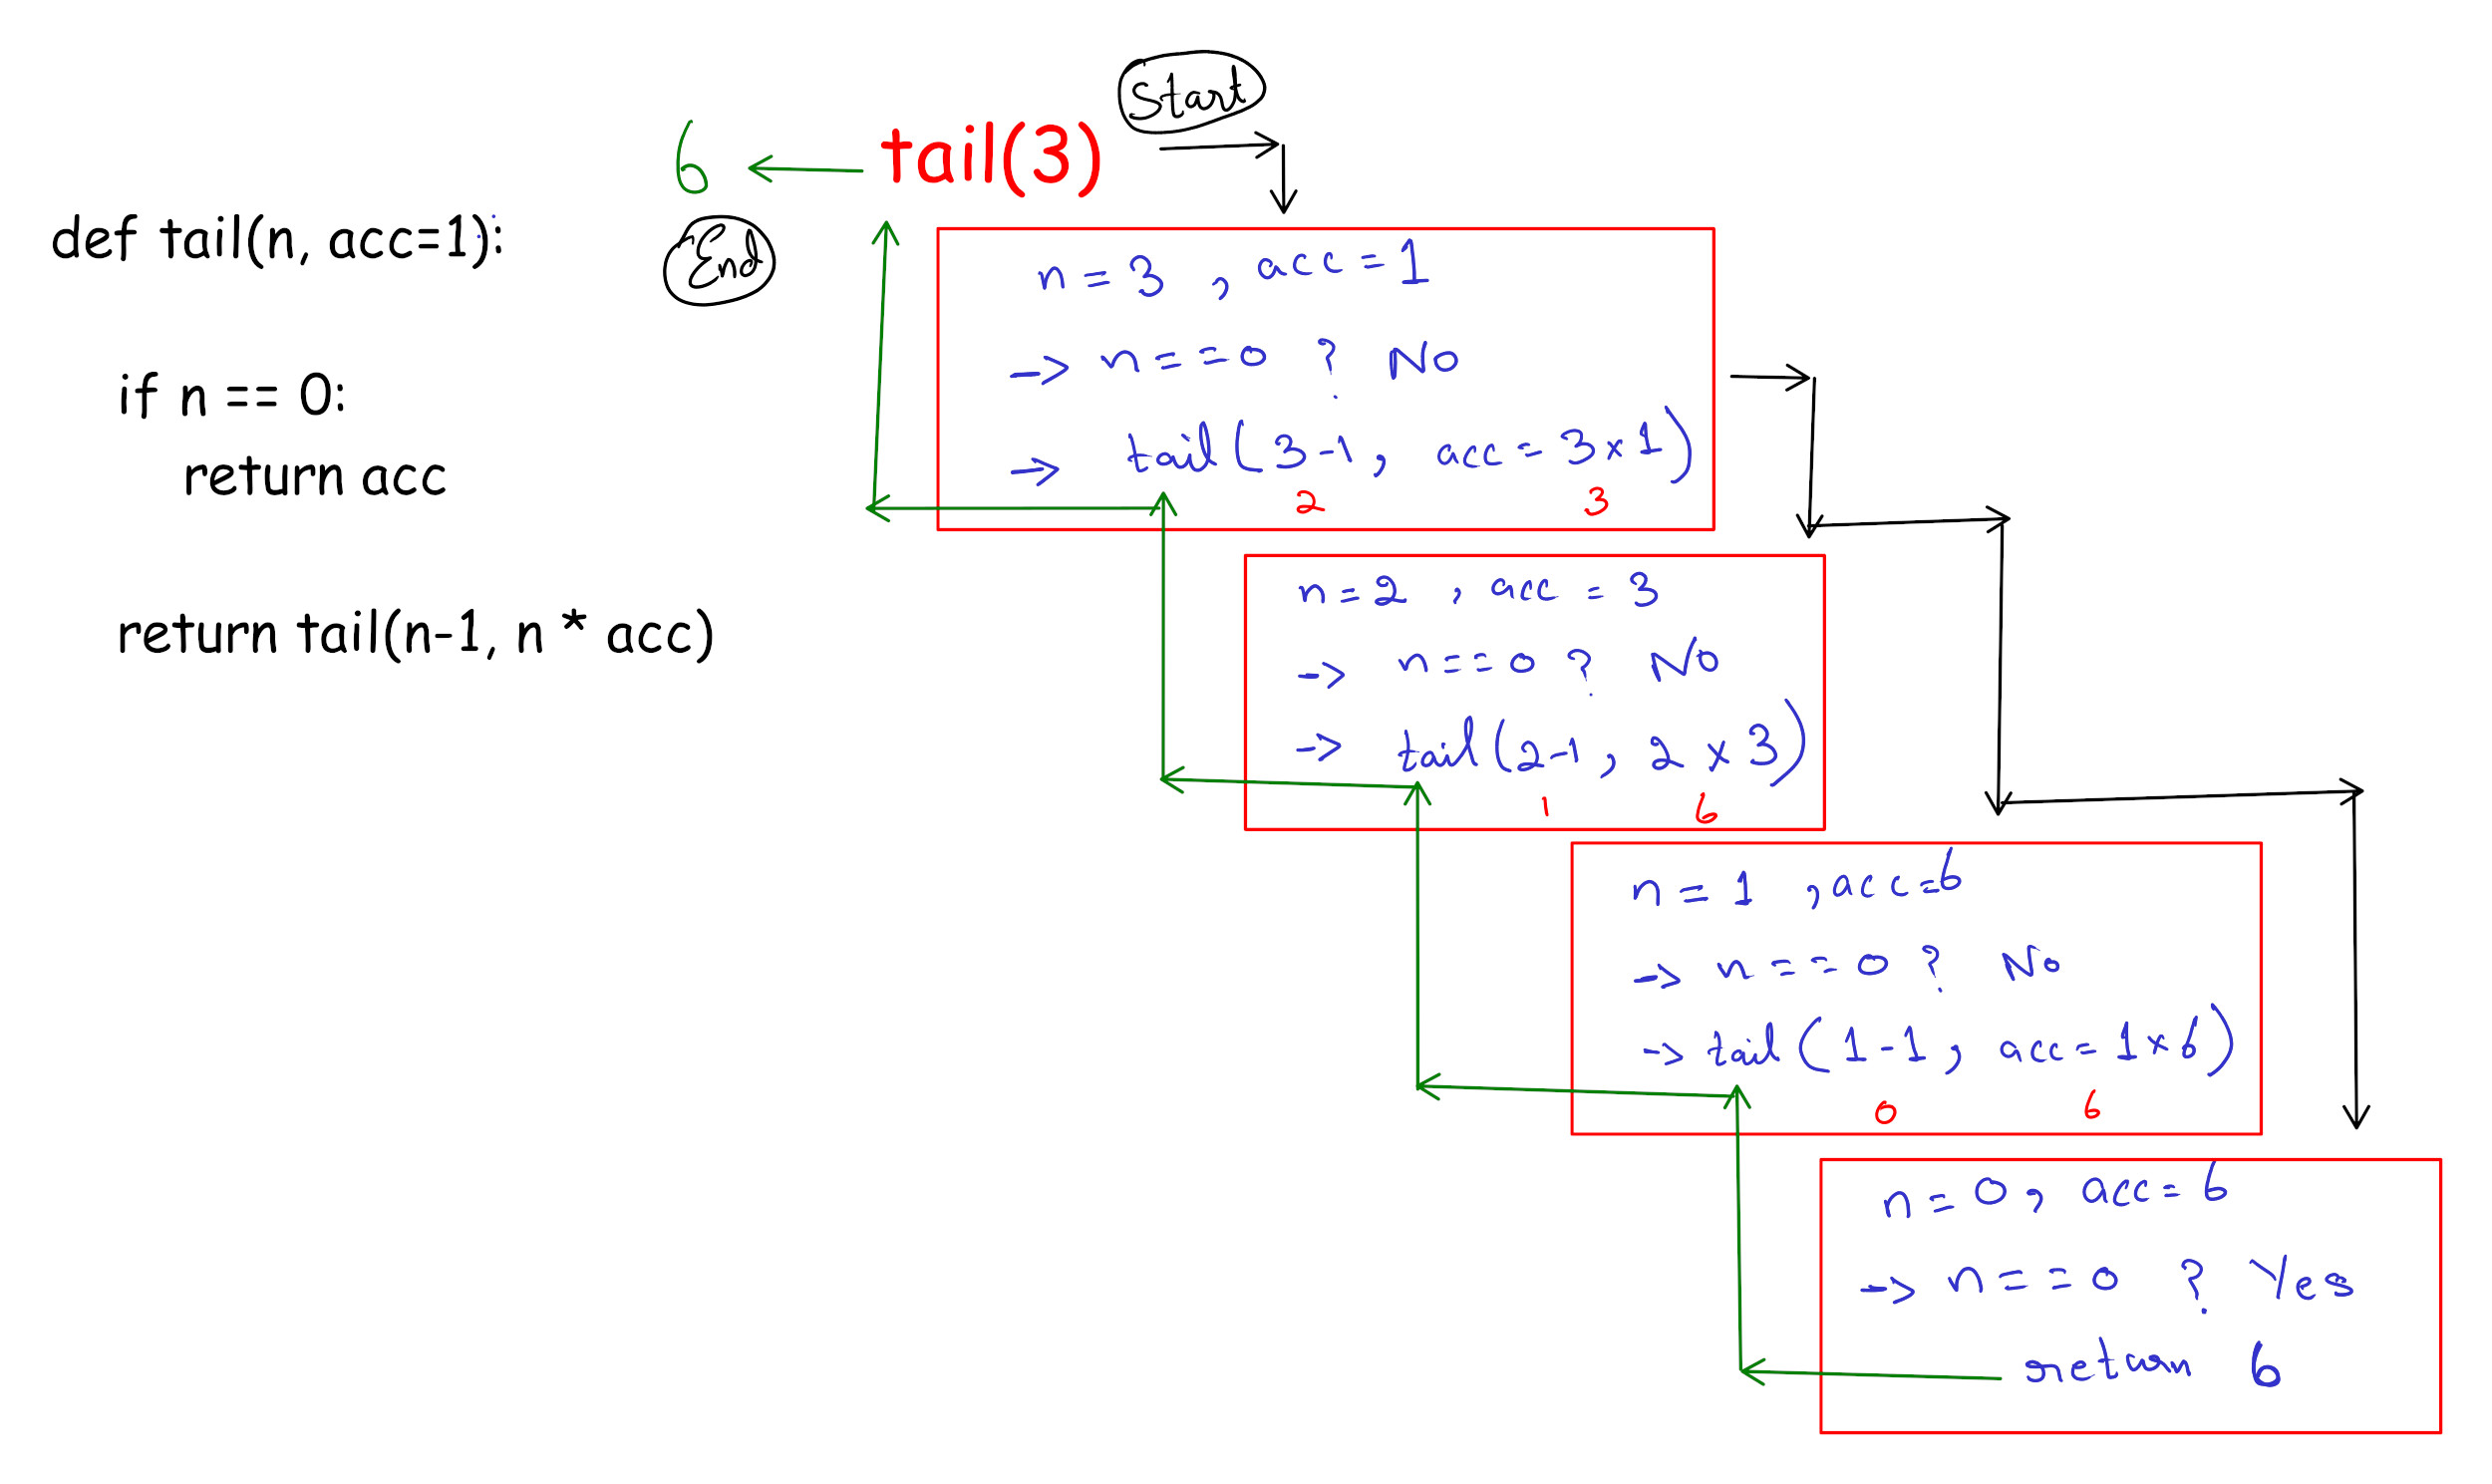 def tail(n, acc=1):
if n == 0:
return acc
return tail(n-1, n * acc)
Start
6 ← tail(3)
End
n = 3 , acc = 1
→ n == 0 ? No
→ tail(3-1, acc = 3×1)
2 3
n = 2 , acc = 3
→ n == 0 ? No
→ tail(2-1, 2 × 3)
1 6
n = 1 , acc = 6
→ n == 0 ? No
→ tail(1-1, acc = 1×6)
0 6
n = 0, acc = 6
→ n == 0 ? Yes
return 6